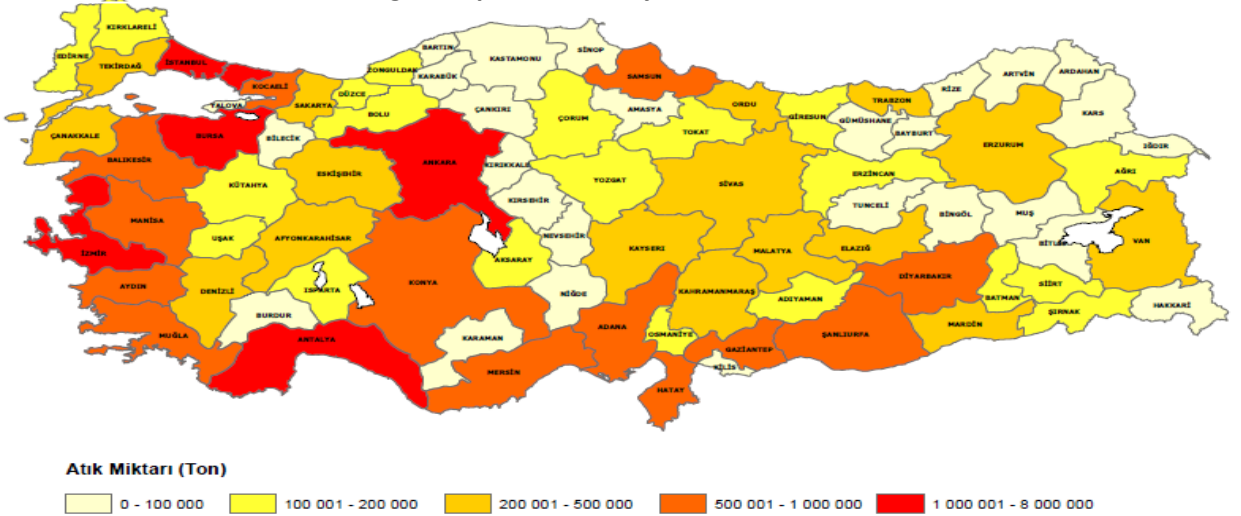 KIRKLARELİ
EDİRNE
TEKİRDAĞ
İSTANBUL
KOCAELİ
YALOVA
SAKARYA
DÜZCE
ZONGULDAK
BARTIN
KARABÜK
KASTAMONU
SİNOP
SAMSUN
AMASYA
ÇANKIRI
ÇORUM
BOLU
ORDU
TOKAT
GİRESUN
TRABZON
GÜMÜSHANE
BAYBURT
RİZE
ARTVİN
ARDAHAN
KARS
IĞDIR
ÇANAKKALE
BALIKESİR
BURSA
BİLECİK
ESKİŞEHİR
ANKARA
KIRIKKALE
KIRSEHİR
YOZGAT
SİVAS
ERZİNCAN
ERZURUM
AĞRI
KÜTAHYA
MANİSA
UŞAK
AFYONKARAHİSAR
İZMİR
AYDIN
DENİZLİ
ISPARTA
BURDUR
MUĞLA
ANTALYA
KONYA
AKSARAY
NEVSEHİR
NİĞDE
KAYSERİ
KARAMAN
MERSİN
ADANA
OSMANİYE
HATAY
KAHRAMANMARAŞ
MALATYA
ADIYAMAN
GAZİANTEP
KİLİS
ŞANLIURFA
ELAZIĞ
TUNCELİ
BİNGÖL
MUŞ
BİTLİS
VAN
DİYARBAKIR
BATMAN
SİİRT
MARDİN
ŞIRNAK
HAKKARİ
Atık Miktarı (Ton)
0 - 100 000
100 001 - 200 000
200 001 - 500 000
500 001 - 1 000 000
1 000 001 - 8 000 000